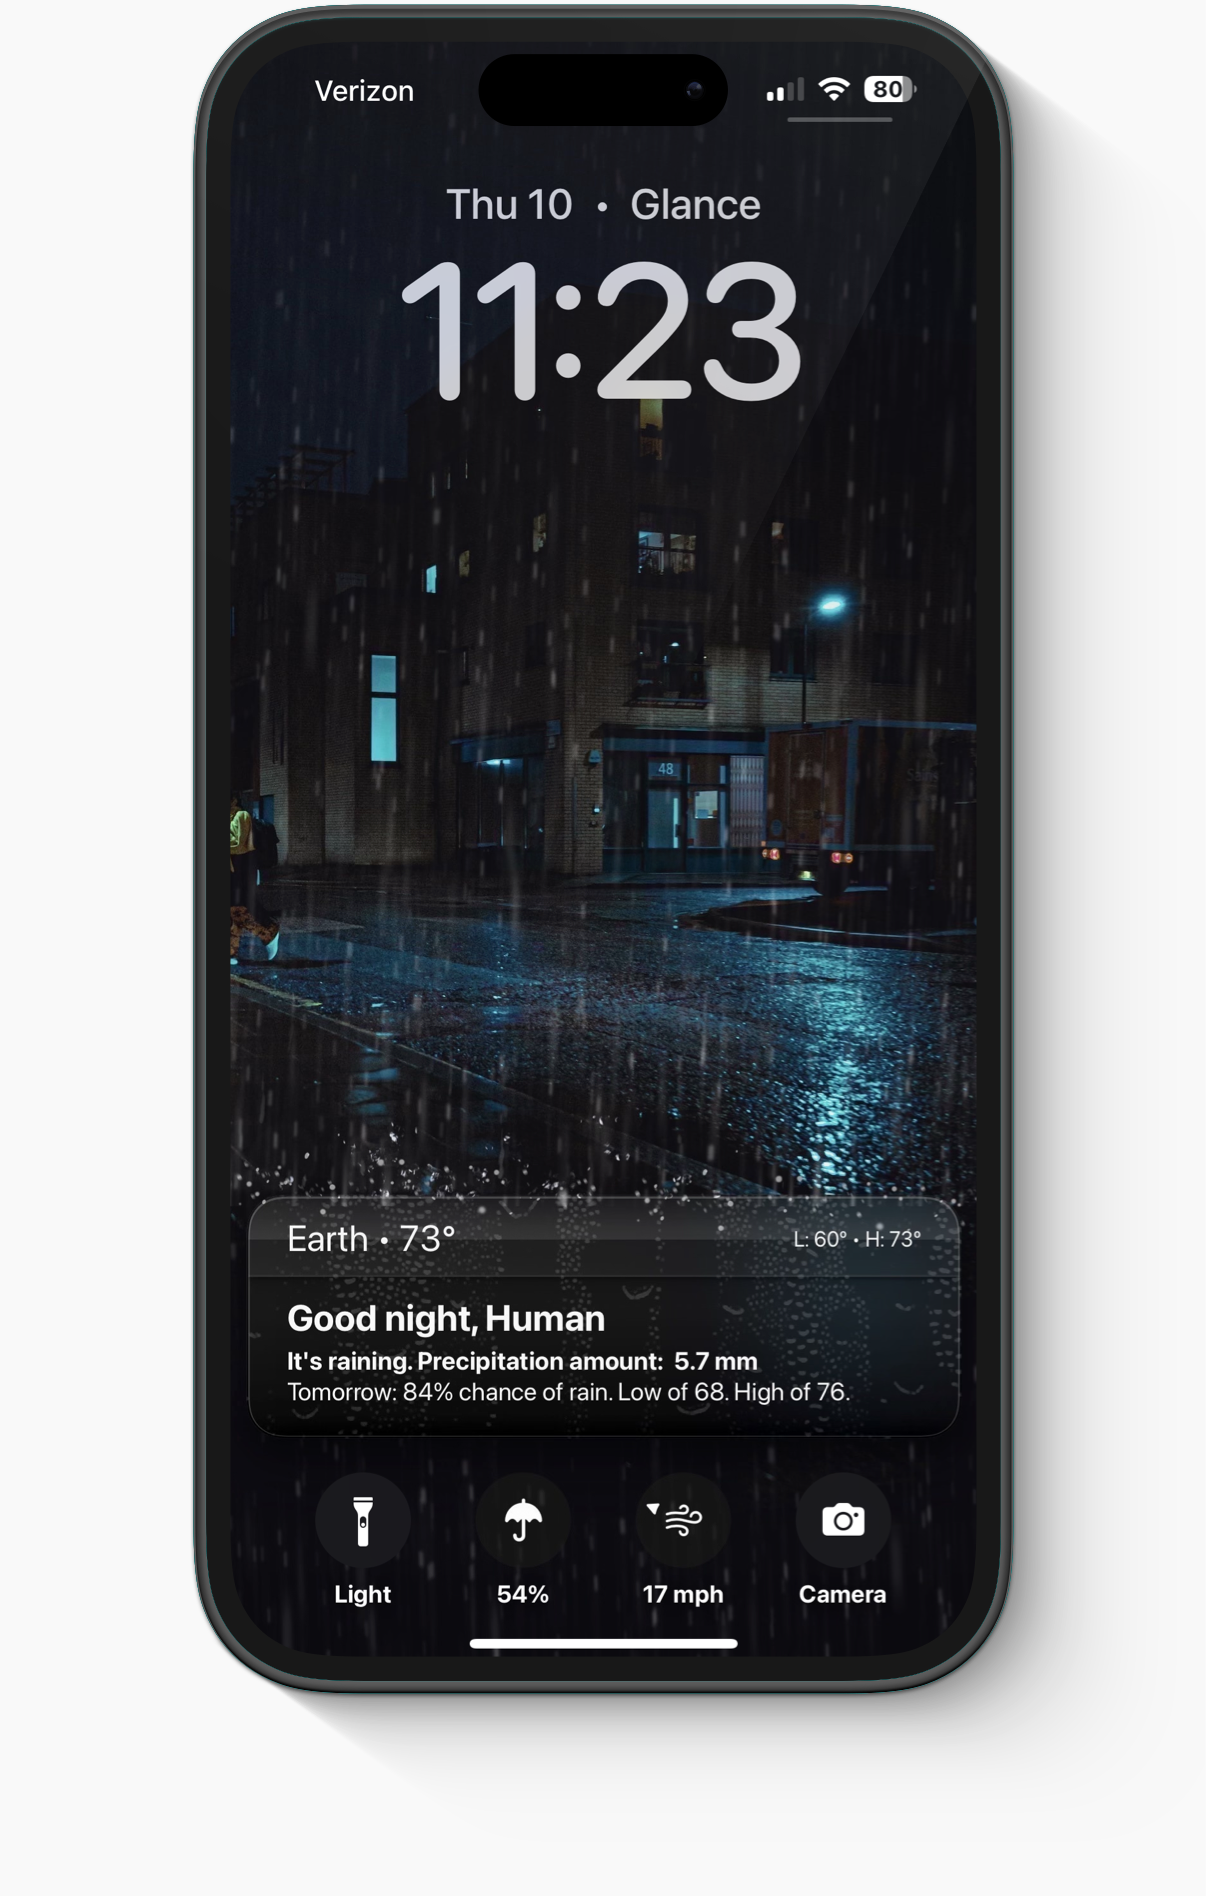 Verizon
80
Thu 10 • Glance
11:23
48
Earth • 73°
L: 60° • H: 73°
Good night, Human
It's raining. Precipitation amount: 5.7 mm
Tomorrow: 84% chance of rain. Low of 68. High of 76.
Light
54%
17 mph
Camera